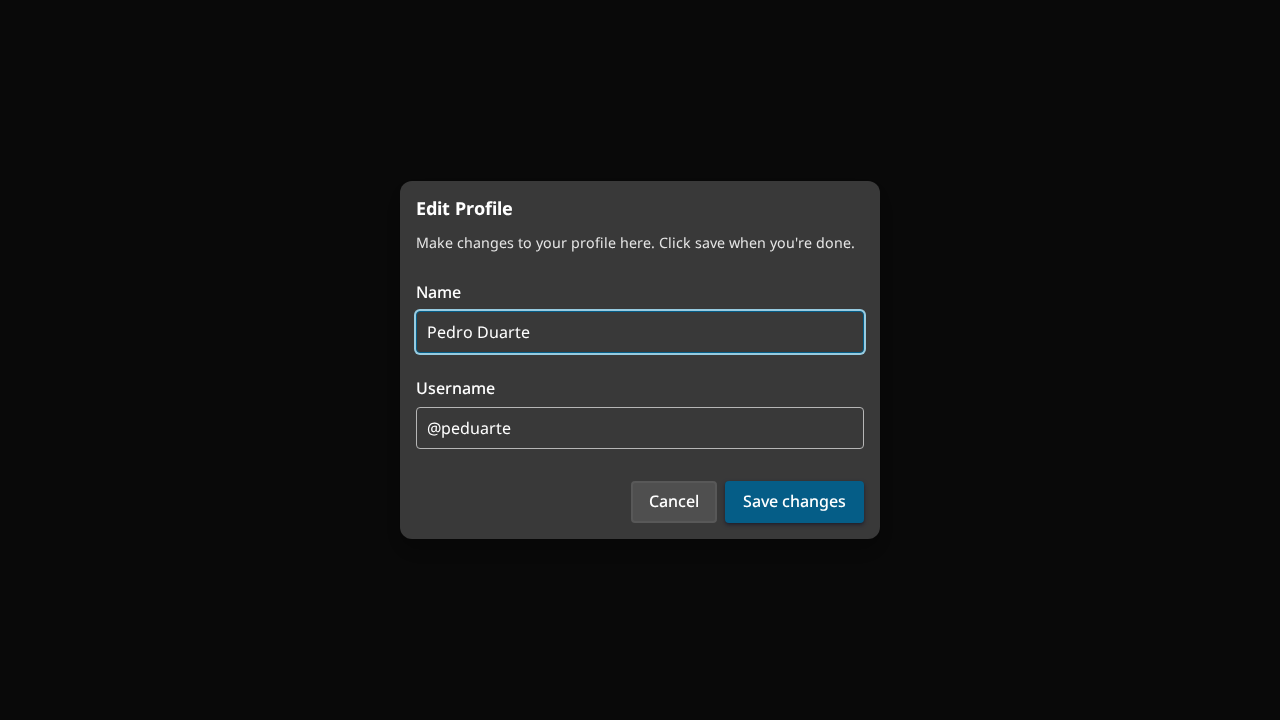 Edit Profile
Make changes to your profile here. Click save when you're done.
Name
Pedro Duarte
Username
@peduarte
Cancel
Save changes